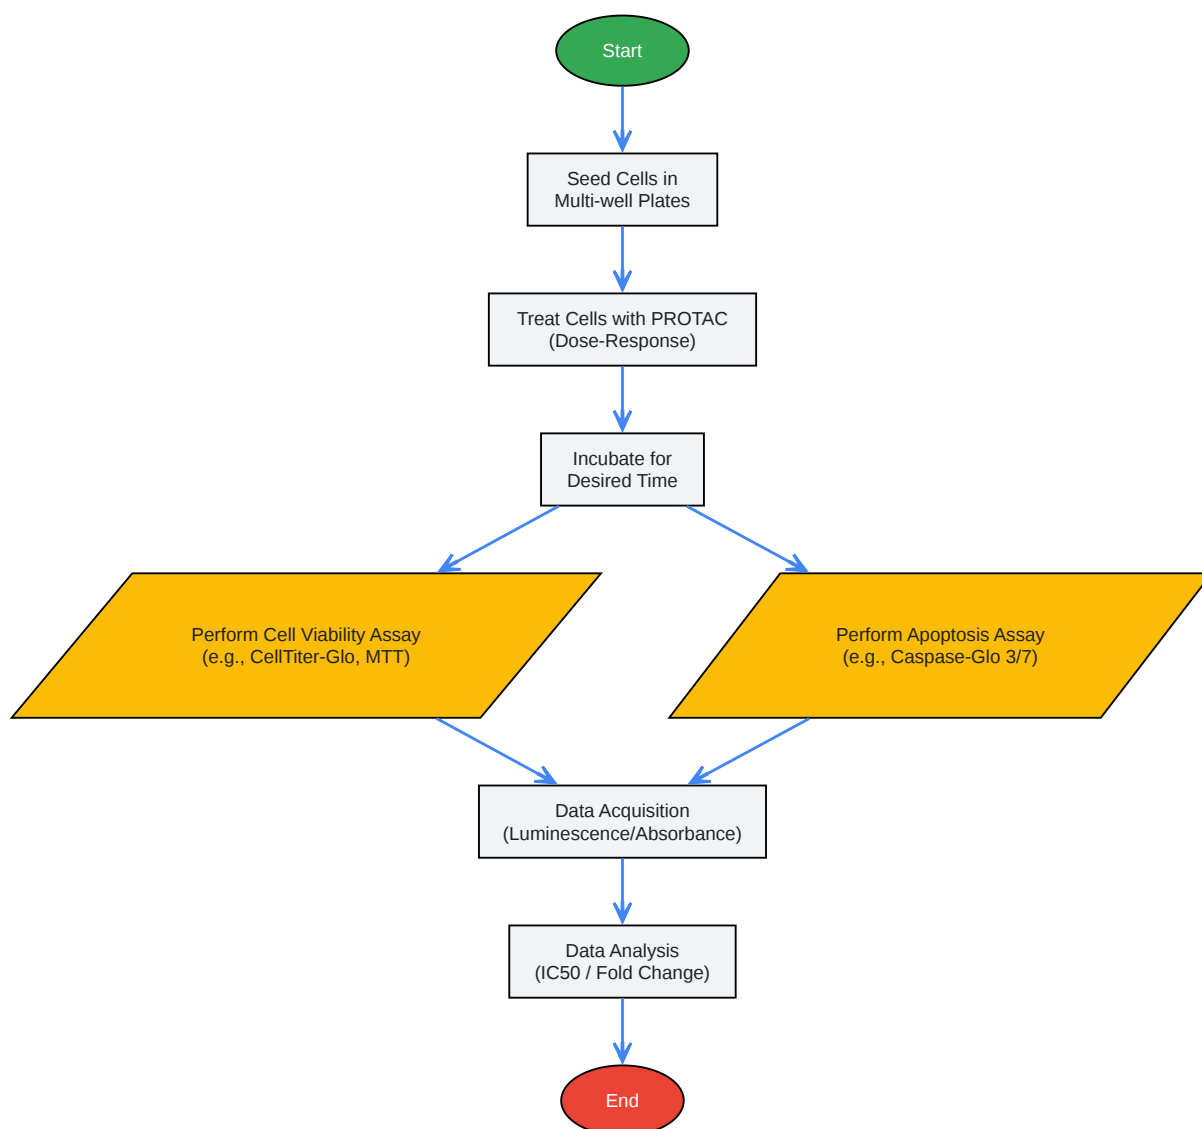 Start
Seed Cells in
Multi-well Plates
Treat Cells with PROTAC
(Dose-Response)
Incubate for
Desired Time
Perform Cell Viability Assay
(e.g., CellTiter-Glo, MTT)
Perform Apoptosis Assay
(e.g., Caspase-Glo 3/7)
Data Acquisition
(Luminescence/Absorbance)
Data Analysis
(IC50 / Fold Change)
End